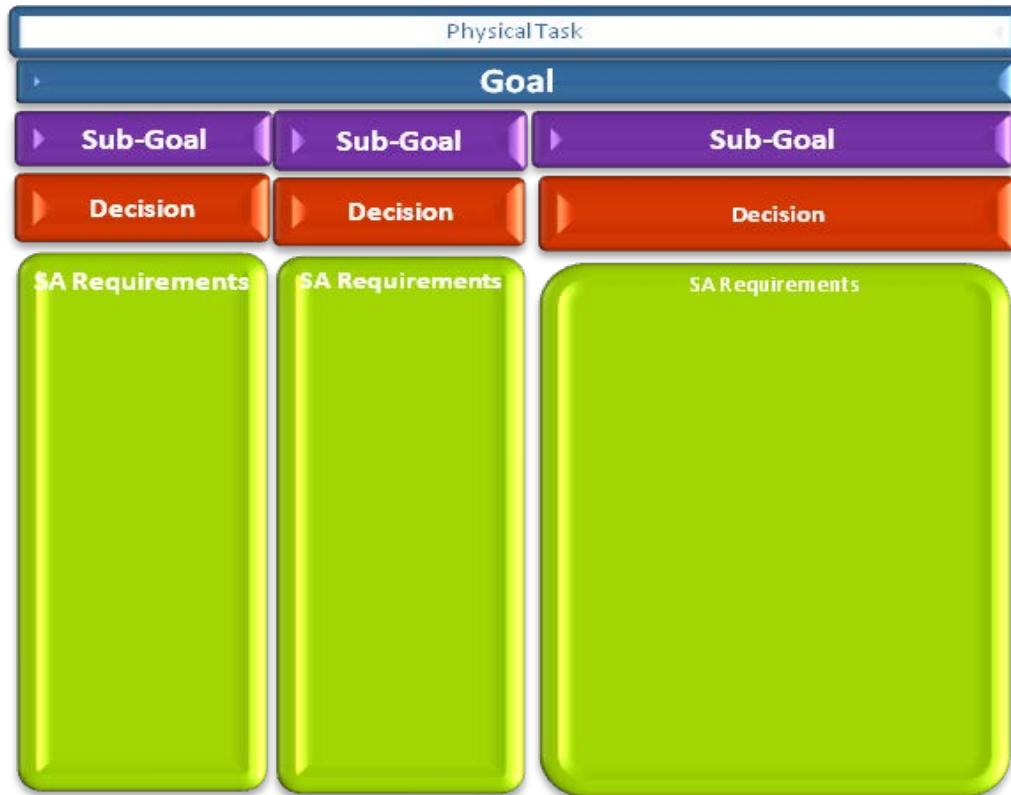 Physical Task
Goal
Sub-Goal
Sub-Goal
Sub-Goal
Decision
Decision
Decision
SA Requirements
SA Requirements
SA Requirements